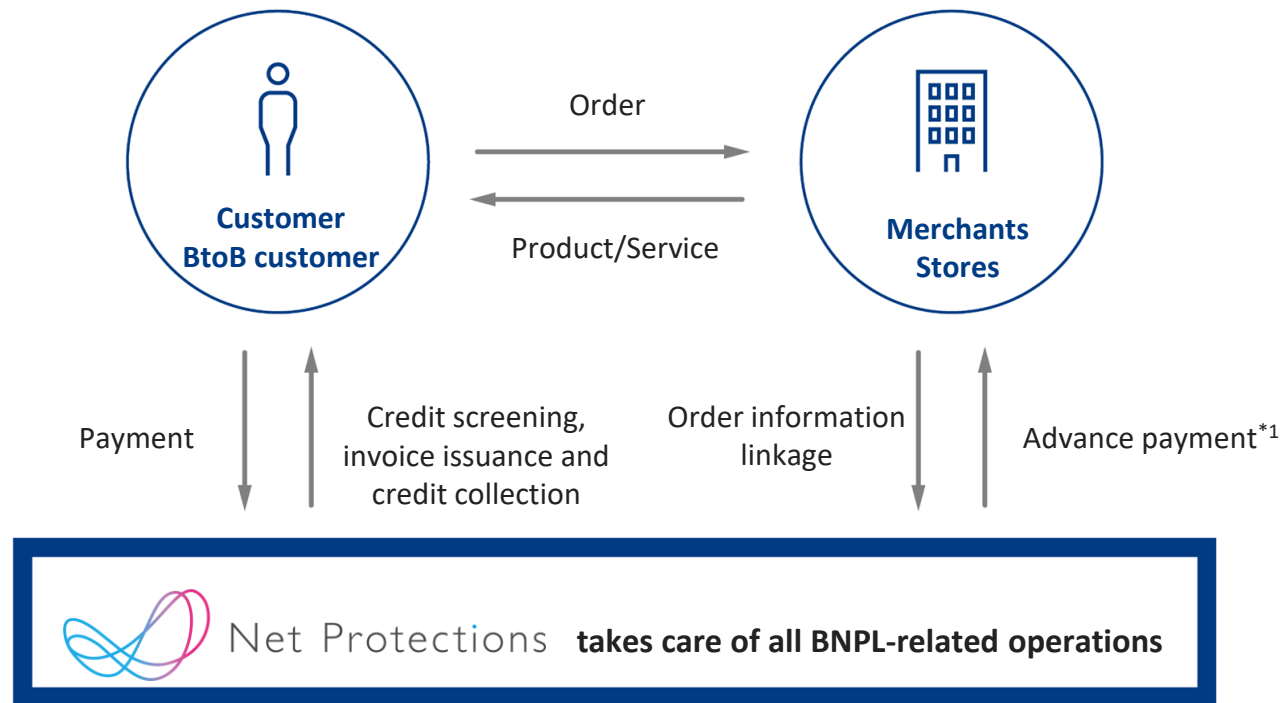 Order
Customer
BtoB customer
Product/Service
Merchants
Stores
Payment
Credit screening,
invoice issuance and
credit collection
Order information
linkage
Advance payment*1
Net Protections takes care of all BNPL-related operations